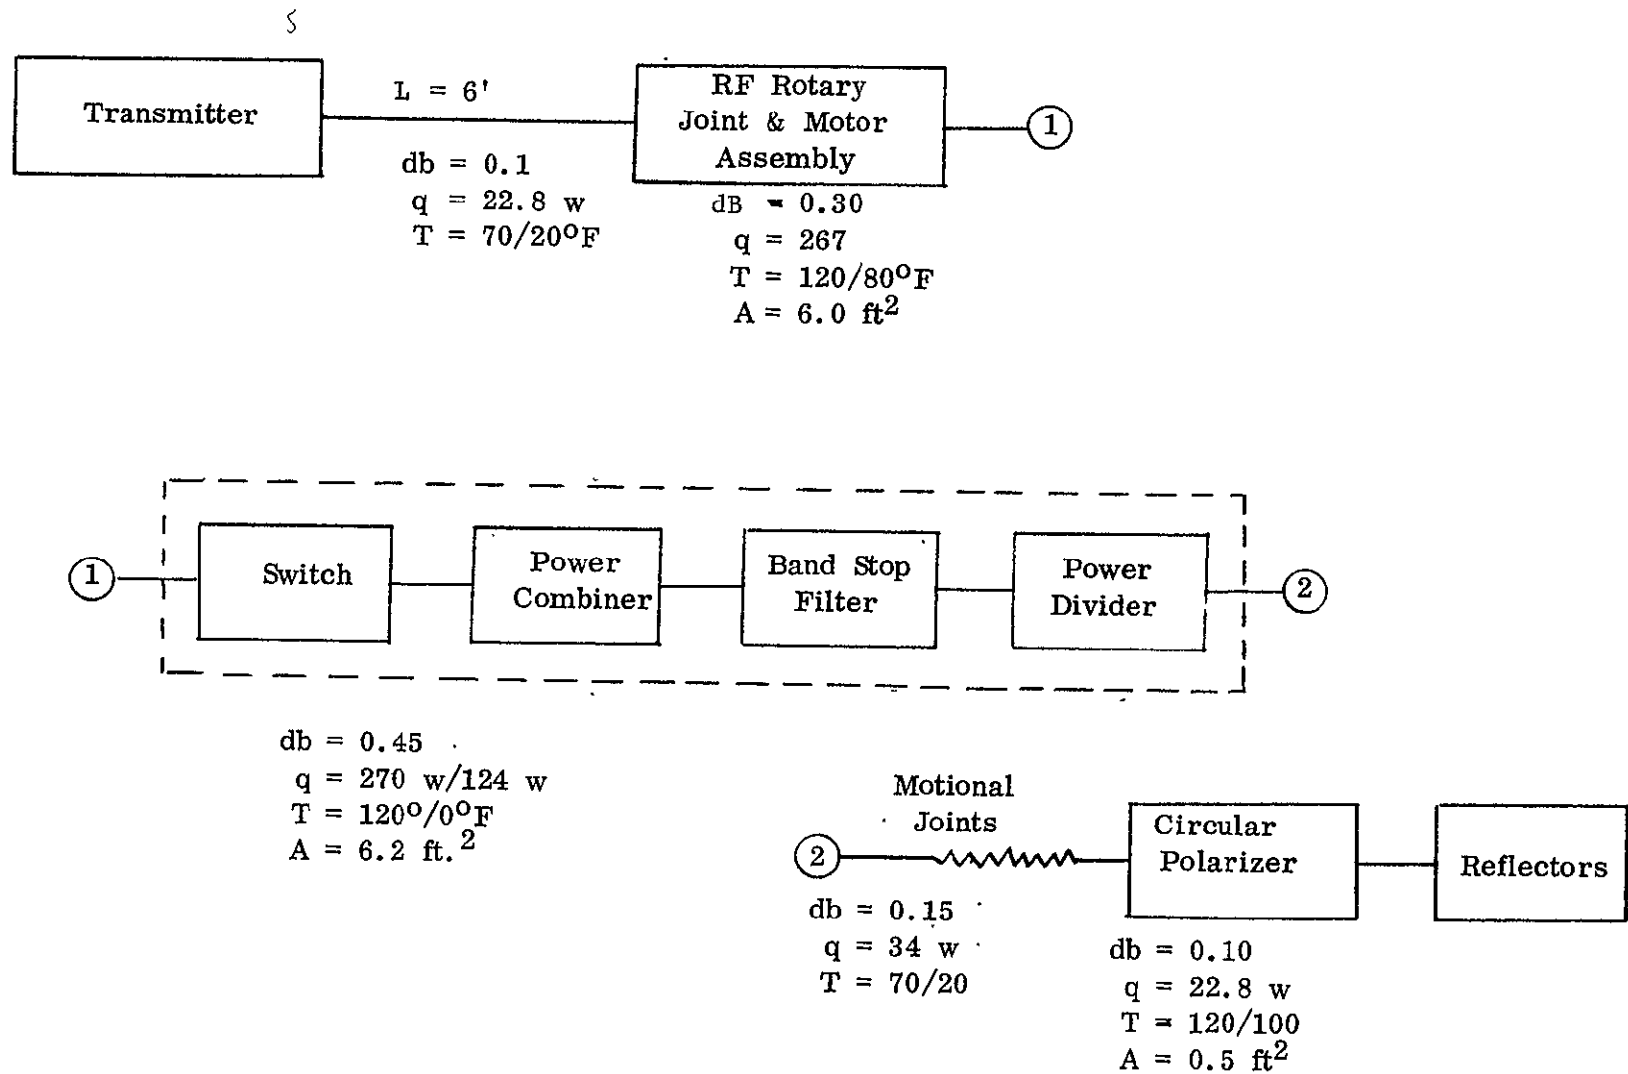 Transmitter
L = 6'
db = 0.1
q = 22.8 w
T = 70/20°F
RF Rotary
Joint & Motor
Assembly
dB = 0.30
q = 267
T = 120/80°F
A = 6.0 ft²
1
1
Switch
Power
Combiner
Band Stop
Filter
Power
Divider
2
db = 0.45
q = 270 w/124 w
T = 120°/0°F
A = 6.2 ft.²
2
Motional
Joints
db = 0.15
q = 34 w
T = 70/20
Circular
Polarizer
db = 0.10
q = 22.8 w
T = 120/100
A = 0.5 ft²
Reflectors